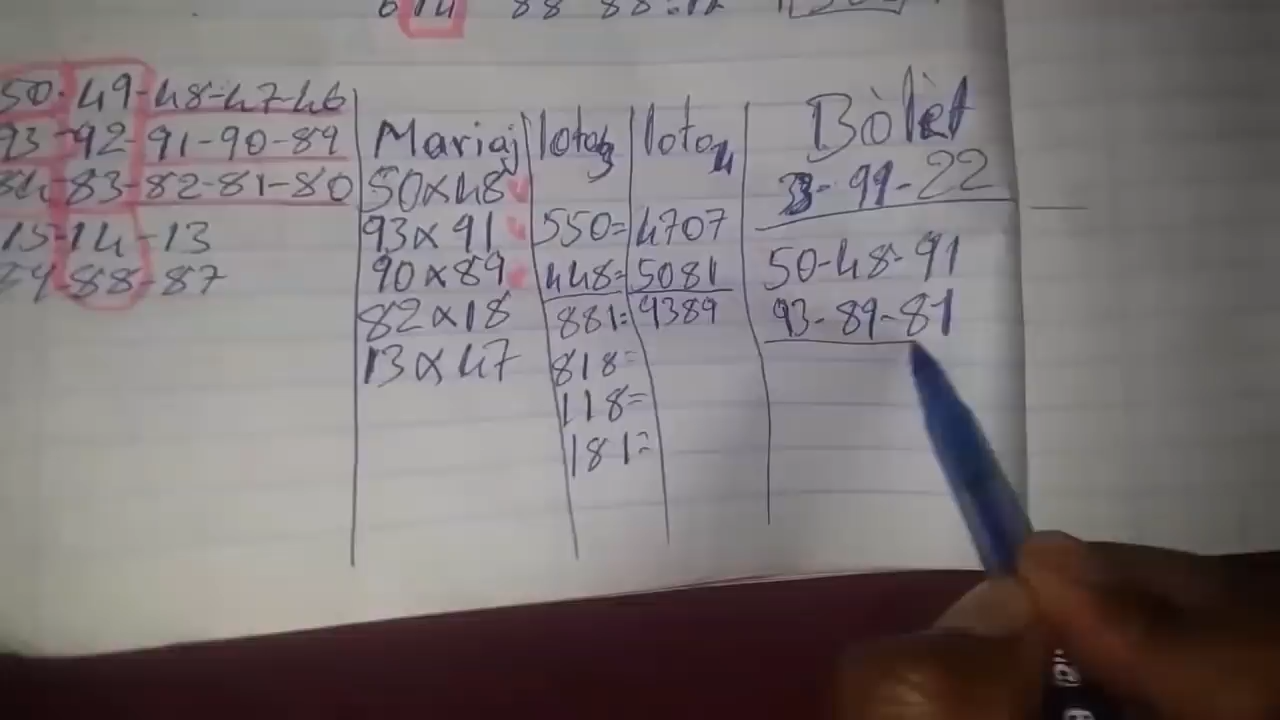 88
50-49-48-47-46
93-92-91-90-89
84-83-82-81-80
15-14-13
88-87
Mariaj
50x48
93x91
90x89
82x18
13x47
loto3
550=
448=
881=
818=
118=
181=
loto4
4707
5081
9389
Bòlèt
22
50-48-91
93-89-81